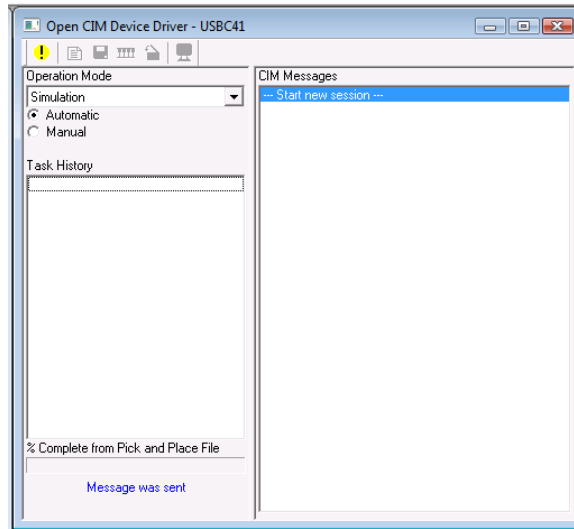 Open CIM Device Driver - USBC41
Operation Mode
Simulation
Automatic
Manual
Task History
% Complete from Pick and Place File
Message was sent
CIM Messages
--- Start new session ---